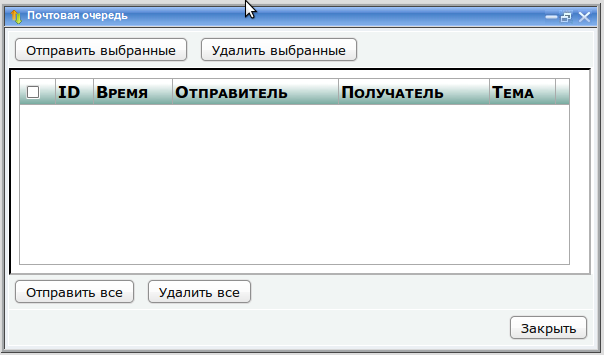 Почтовая очередь
Отправить выбранные Удалить выбранные
ID Время Отправитель Получатель Тема
Отправить все Удалить все
Закрыть